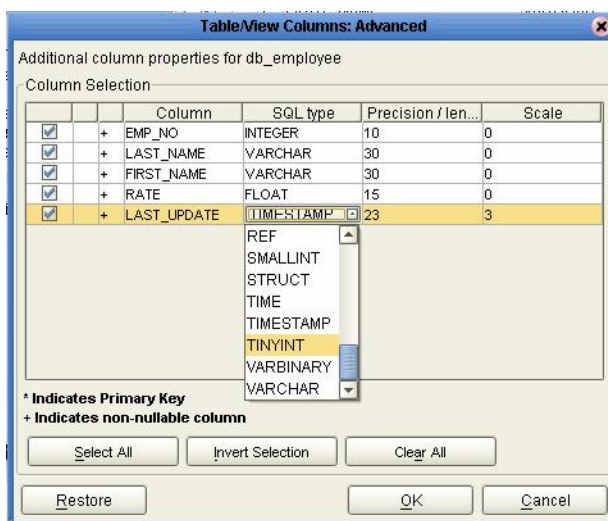 Table/View Columns: Advanced
Additional column properties for db_employee
Column Selection
Column SQL type Precision / len... Scale
+ EMP_NO INTEGER 10 0
+ LAST_NAME VARCHAR 30 0
+ FIRST_NAME VARCHAR 30 0
+ RATE FLOAT 15 0
+ LAST_UPDATE TIMESTAMP 23 3
REF
SMALLINT
STRUCT
TIME
TIMESTAMP
TINYINT
VARBINARY
VARCHAR
* Indicates Primary Key
+ Indicates non-nullable column
Select All Invert Selection Clear All
Restore OK Cancel